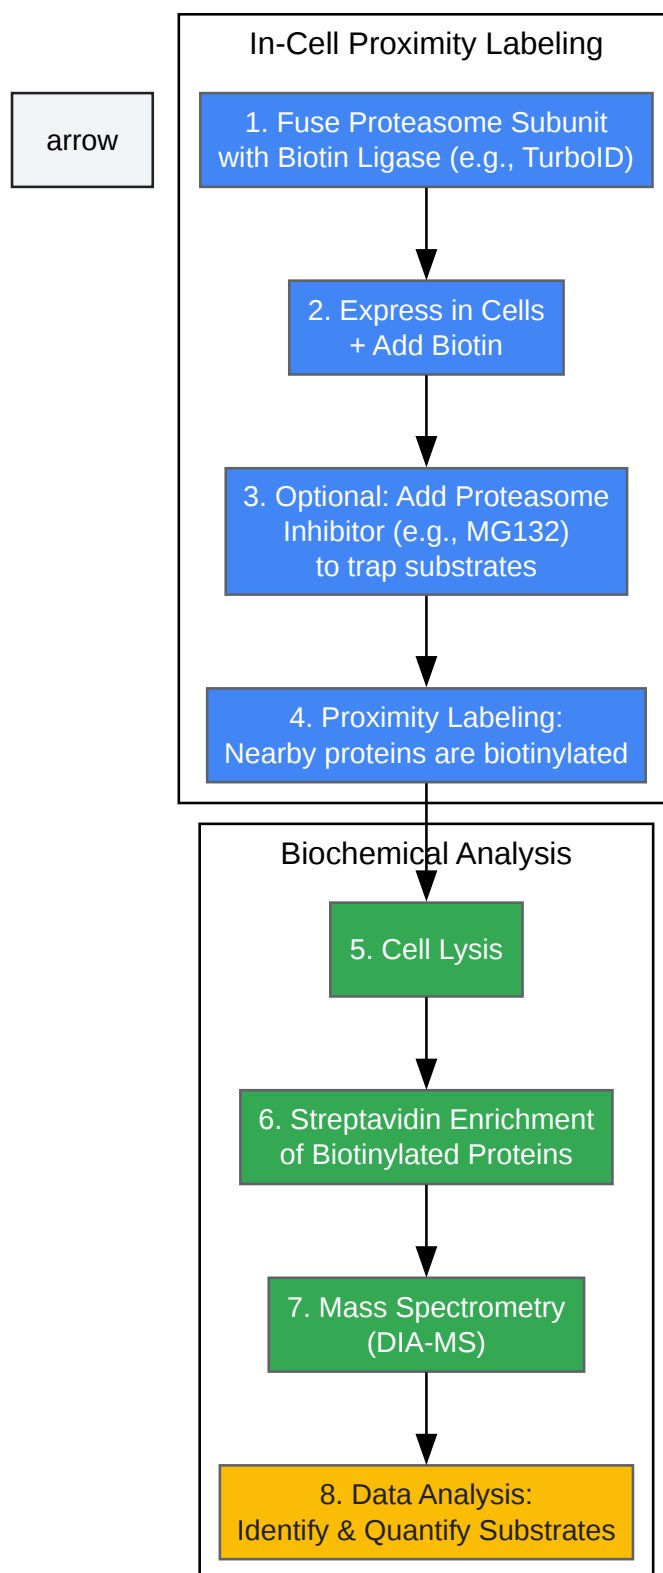 In-Cell Proximity Labeling
arrow
1. Fuse Proteasome Subunit
with Biotin Ligase (e.g., TurboID)
2. Express in Cells
+ Add Biotin
3. Optional: Add Proteasome
Inhibitor (e.g., MG132)
to trap substrates
4. Proximity Labeling:
Nearby proteins are biotinylated
Biochemical Analysis
5. Cell Lysis
6. Streptavidin Enrichment
of Biotinylated Proteins
7. Mass Spectrometry
(DIA-MS)
8. Data Analysis:
Identify & Quantify Substrates